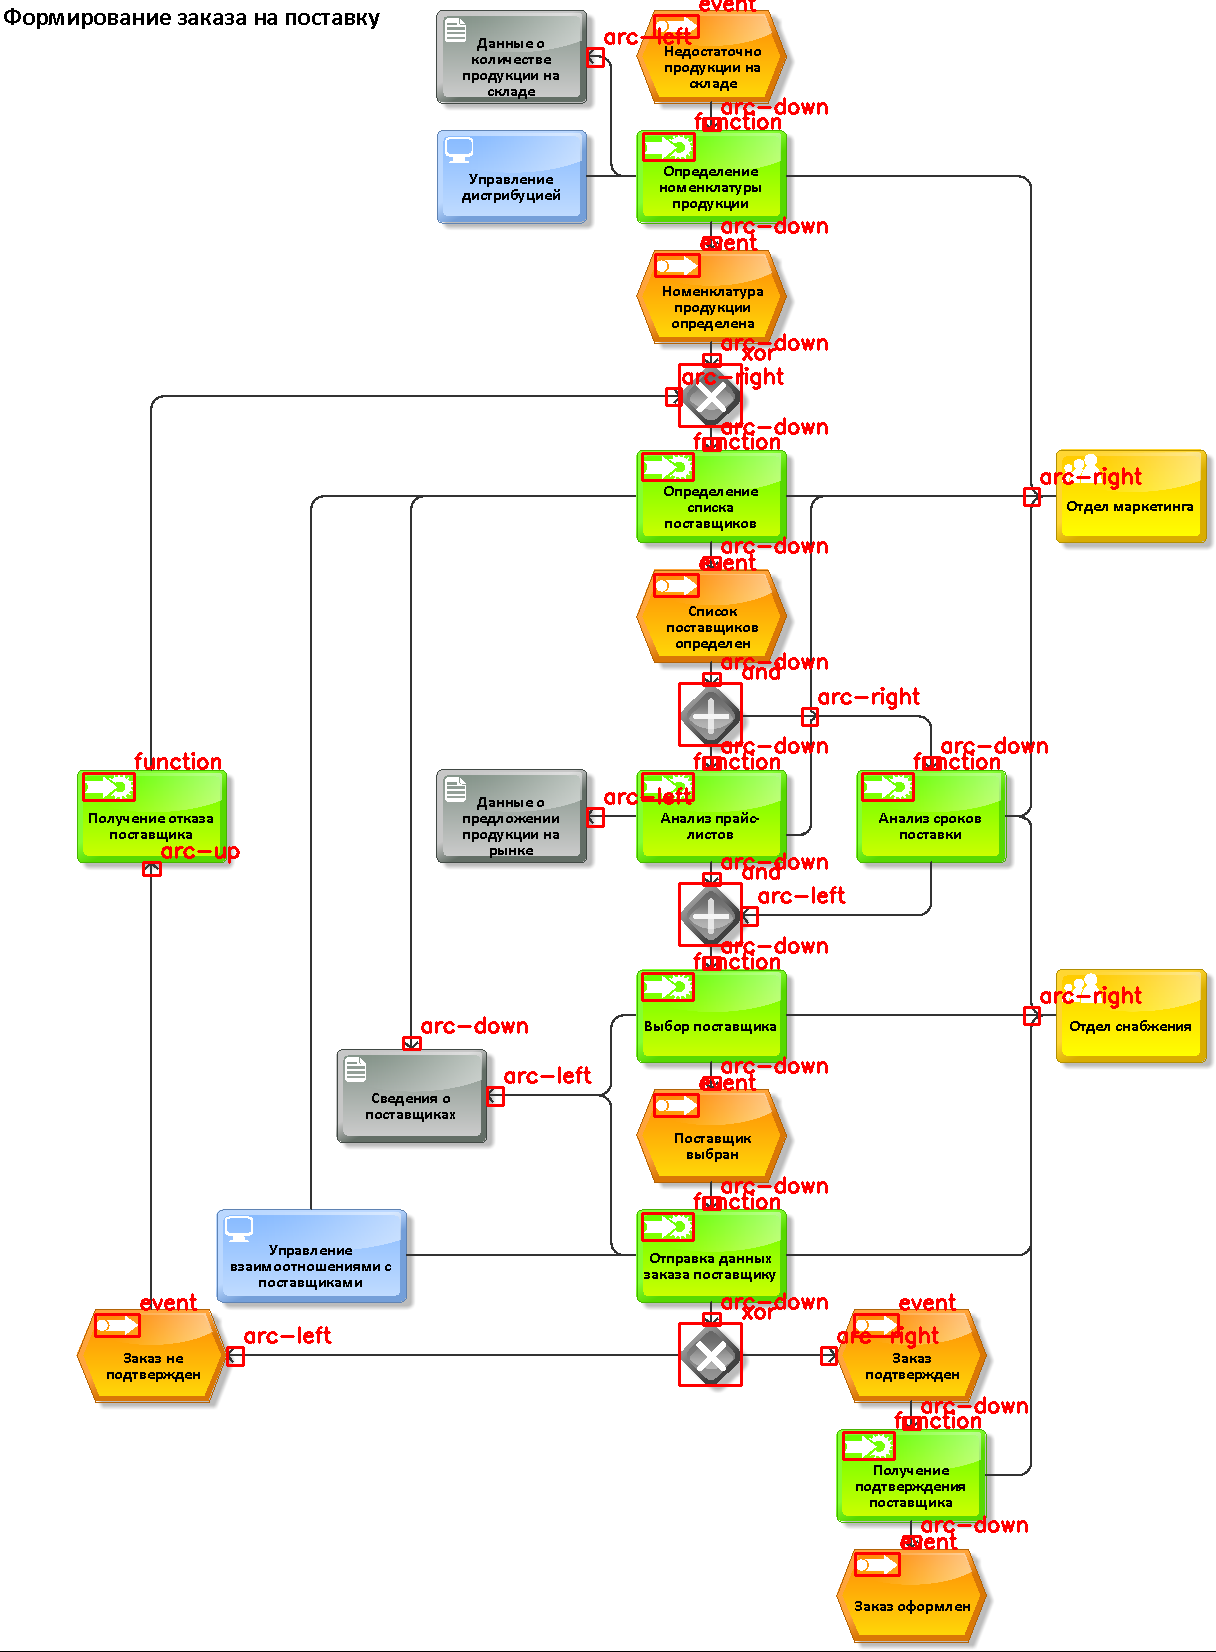 Формирование заказа на поставку
event
Данные о
количестве
продукции на
складе
arc-left
Недостаточно
продукции на
складе
arc-down
function
Управление
дистрибуцией
Определение
номенклатуры
продукции
arc-down
event
Номенклатура
продукции
определена
arc-down
xor
arc-right
arc-down
function
Определение
списка
поставщиков
arc-right
Отдел маркетинга
arc-down
event
Список
поставщиков
определен
arc-down
and
arc-right
arc-down
function
arc-down
function
function
Получение отказа
поставщика
arc-up
Данные о
предложении
продукции на
рынке
arc-left
Анализ прайс-
листов
Анализ сроков
поставки
arc-down
and
arc-left
arc-down
function
Выбор поставщика
arc-right
Отдел снабжения
arc-down
Сведения о
поставщиках
arc-left
arc-down
event
Поставщик
выбран
arc-down
function
Управление
взаимоотношениями с
поставщиками
Отправка данных
заказа поставщику
arc-down
xor
event
Заказ не
подтвержден
arc-left
arc-right
event
Заказ
подтвержден
arc-down
function
Получение
подтверждения
поставщика
arc-down
event
Заказ оформлен